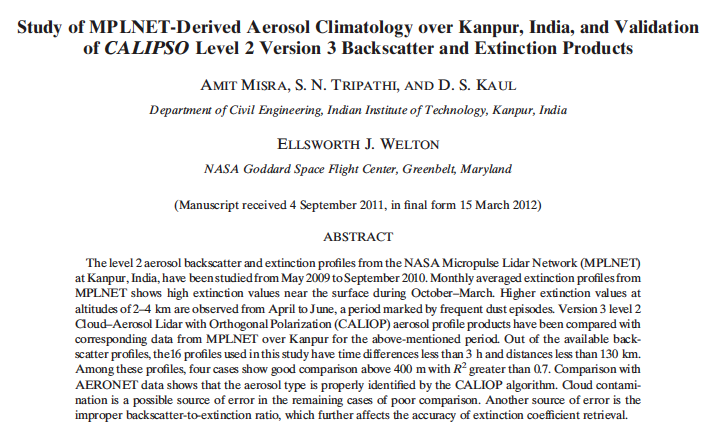 Study of MPLNET-Derived Aerosol Climatology over Kanpur, India, and Validation
of CALIPSO Level 2 Version 3 Backscatter and Extinction Products
AMIT MISRA, S. N. TRIPATHI, AND D. S. KAUL
Department of Civil Engineering, Indian Institute of Technology, Kanpur, India
ELLSWORTH J. WELTON
NASA Goddard Space Flight Center, Greenbelt, Maryland
(Manuscript received 4 September 2011, in final form 15 March 2012)
ABSTRACT
The level 2 aerosol backscatter and extinction profiles from the NASA Micropulse Lidar Network (MPLNET)
at Kanpur, India, have been studied from May 2009 to September 2010. Monthly averaged extinction profiles from
MPLNET shows high extinction values near the surface during October–March. Higher extinction values at
altitudes of 2–4 km are observed from April to June, a period marked by frequent dust episodes. Version 3 level 2
Cloud–Aerosol Lidar with Orthogonal Polarization (CALIOP) aerosol profile products have been compared with
corresponding data from MPLNET over Kanpur for the above-mentioned period. Out of the available back-
scatter profiles, the16 profiles used in this study have time differences less than 3 h and distances less than 130 km.
Among these profiles, four cases show good comparison above 400 m with R2 greater than 0.7. Comparison with
AERONET data shows that the aerosol type is properly identified by the CALIOP algorithm. Cloud contami-
nation is a possible source of error in the remaining cases of poor comparison. Another source of error is the
improper backscatter-to-extinction ratio, which further affects the accuracy of extinction coefficient retrieval.